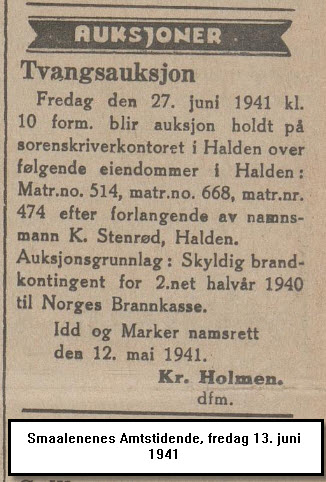 AUKSJONER
Tvangsauksjon
Fredag den 27. juni 1941 kl.
10 form. blir auksjon holdt på
sorenskriverkontoret i Halden over
følgende eiendommer i Halden:
Matr.no. 514, matr.no. 668, matr.nr.
474 efter forlangende av namns-
mann K. Stenrød, Halden.
Auksjonsgrunnlag: Skyldig brand-
kontingent for 2.net halvår 1940
til Norges Brannkasse.
Idd og Marker namsrett
den 12. mai 1941.
Kr. Holmen.
dfm.
Smaalenenes Amtstidende, fredag 13. juni
1941